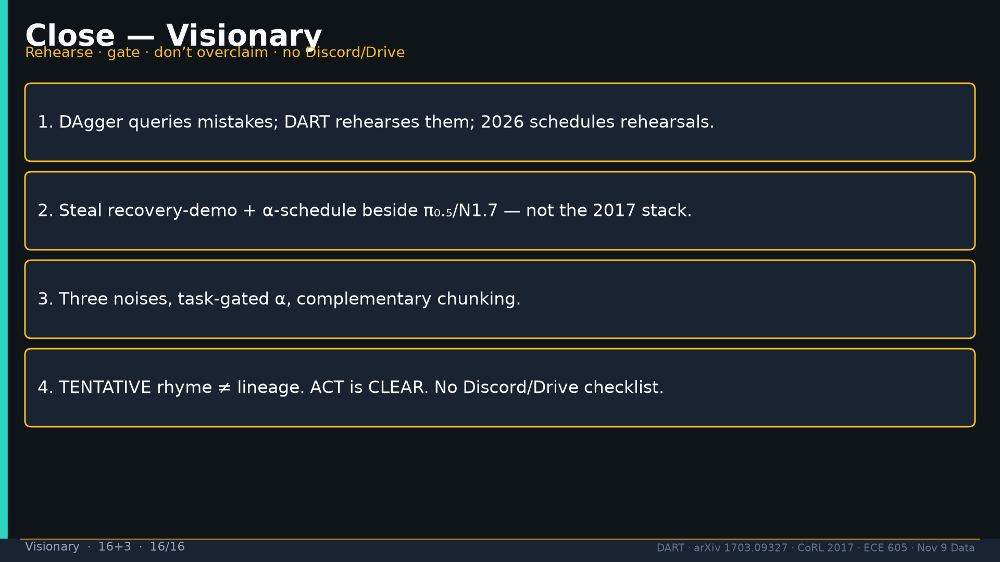 Close — Visionary
Rehearse · gate · don’t overclaim · no Discord/Drive
1. DAgger queries mistakes; DART rehearses them; 2026 schedules rehearsals.
2. Steal recovery-demo + α-schedule beside π₀.₅/N1.7 — not the 2017 stack.
3. Three noises, task-gated α, complementary chunking.
4. TENTATIVE rhyme ≠ lineage. ACT is CLEAR. No Discord/Drive checklist.
Visionary · 16+3 · 16/16
DART · arXiv 1703.09327 · CoRL 2017 · ECE 605 · Nov 9 Data